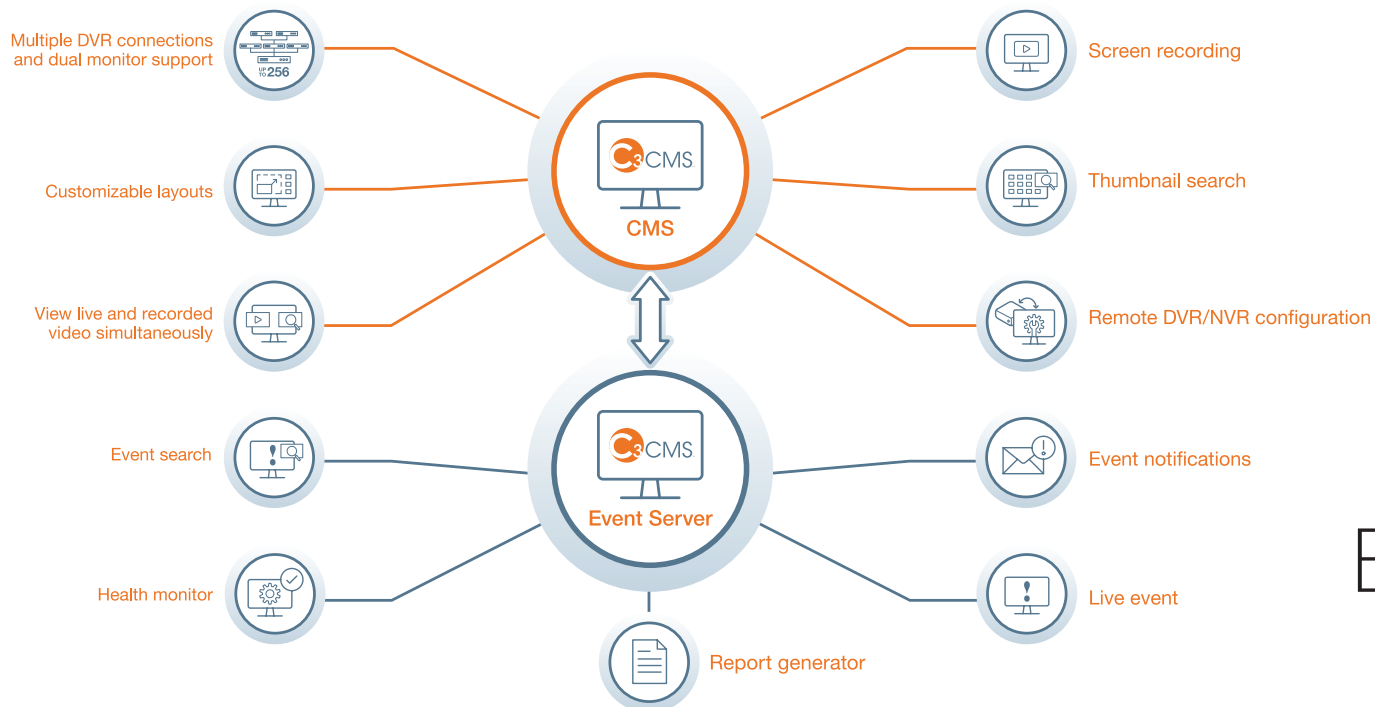 Multiple DVR connections
and dual monitor support
UP TO 256
Customizable layouts
View live and recorded
video simultaneously
Event search
Health monitor
C3CMS
CMS
C3CMS
Event Server
Report generator
Screen recording
Thumbnail search
Remote DVR/NVR configuration
Event notifications
Live event